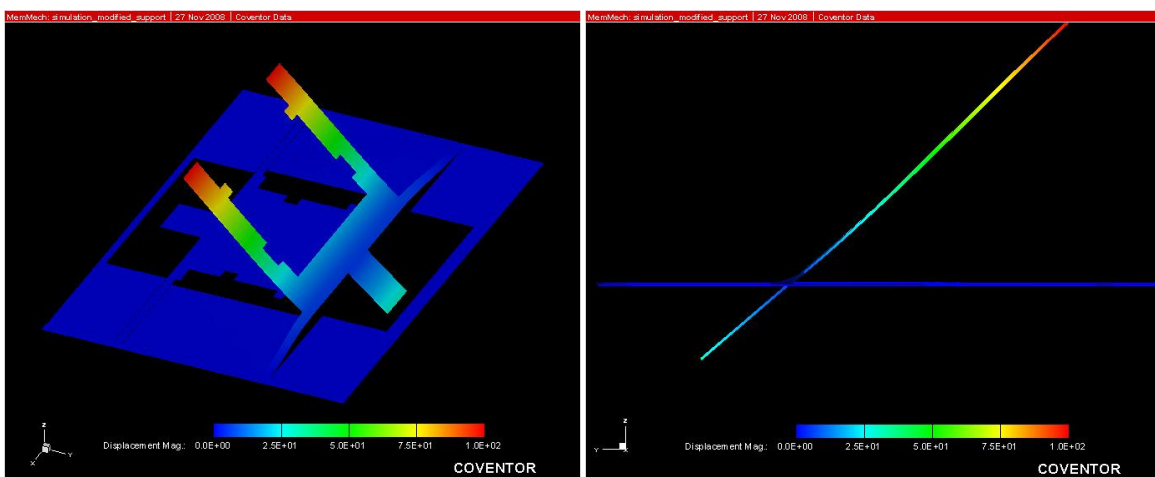 MemMech: simulation_modified_support | 27 Nov 2008 | Coventor Data
Z
X
Y
Displacement Mag.: 0.0E+00 2.5E+01 5.0E+01 7.5E+01 1.0E+02
COVENTOR
MemMech: simulation_modified_support | 27 Nov 2008 | Coventor Data
Z
Y
Displacement Mag.: 0.0E+00 2.5E+01 5.0E+01 7.5E+01 1.0E+02
COVENTOR